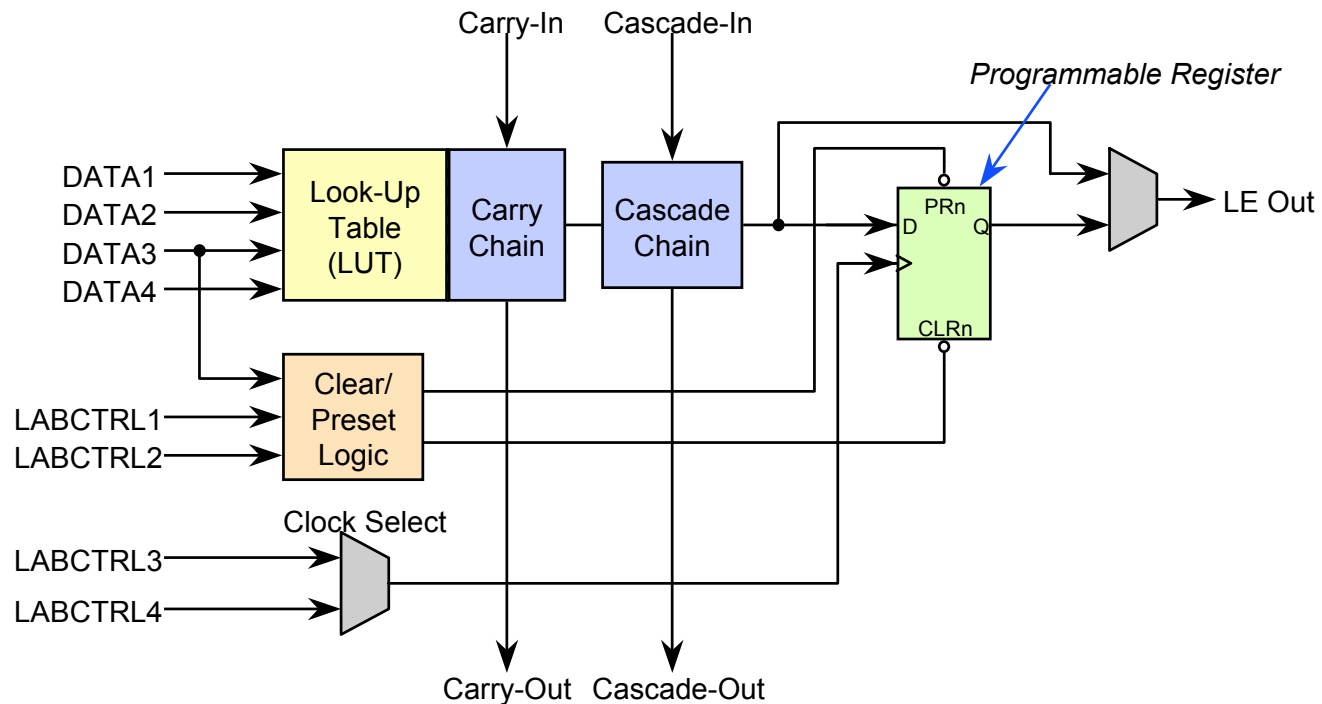 Carry-In
Cascade-In
Programmable Register
DATA1
DATA2
DATA3
DATA4
Look-Up
Table
(LUT)
Carry
Chain
Cascade
Chain
PRn
D
Q
CLRn
LE Out
LABCTRL1
LABCTRL2
Clear/
Preset
Logic
Clock Select
LABCTRL3
LABCTRL4
Carry-Out
Cascade-Out